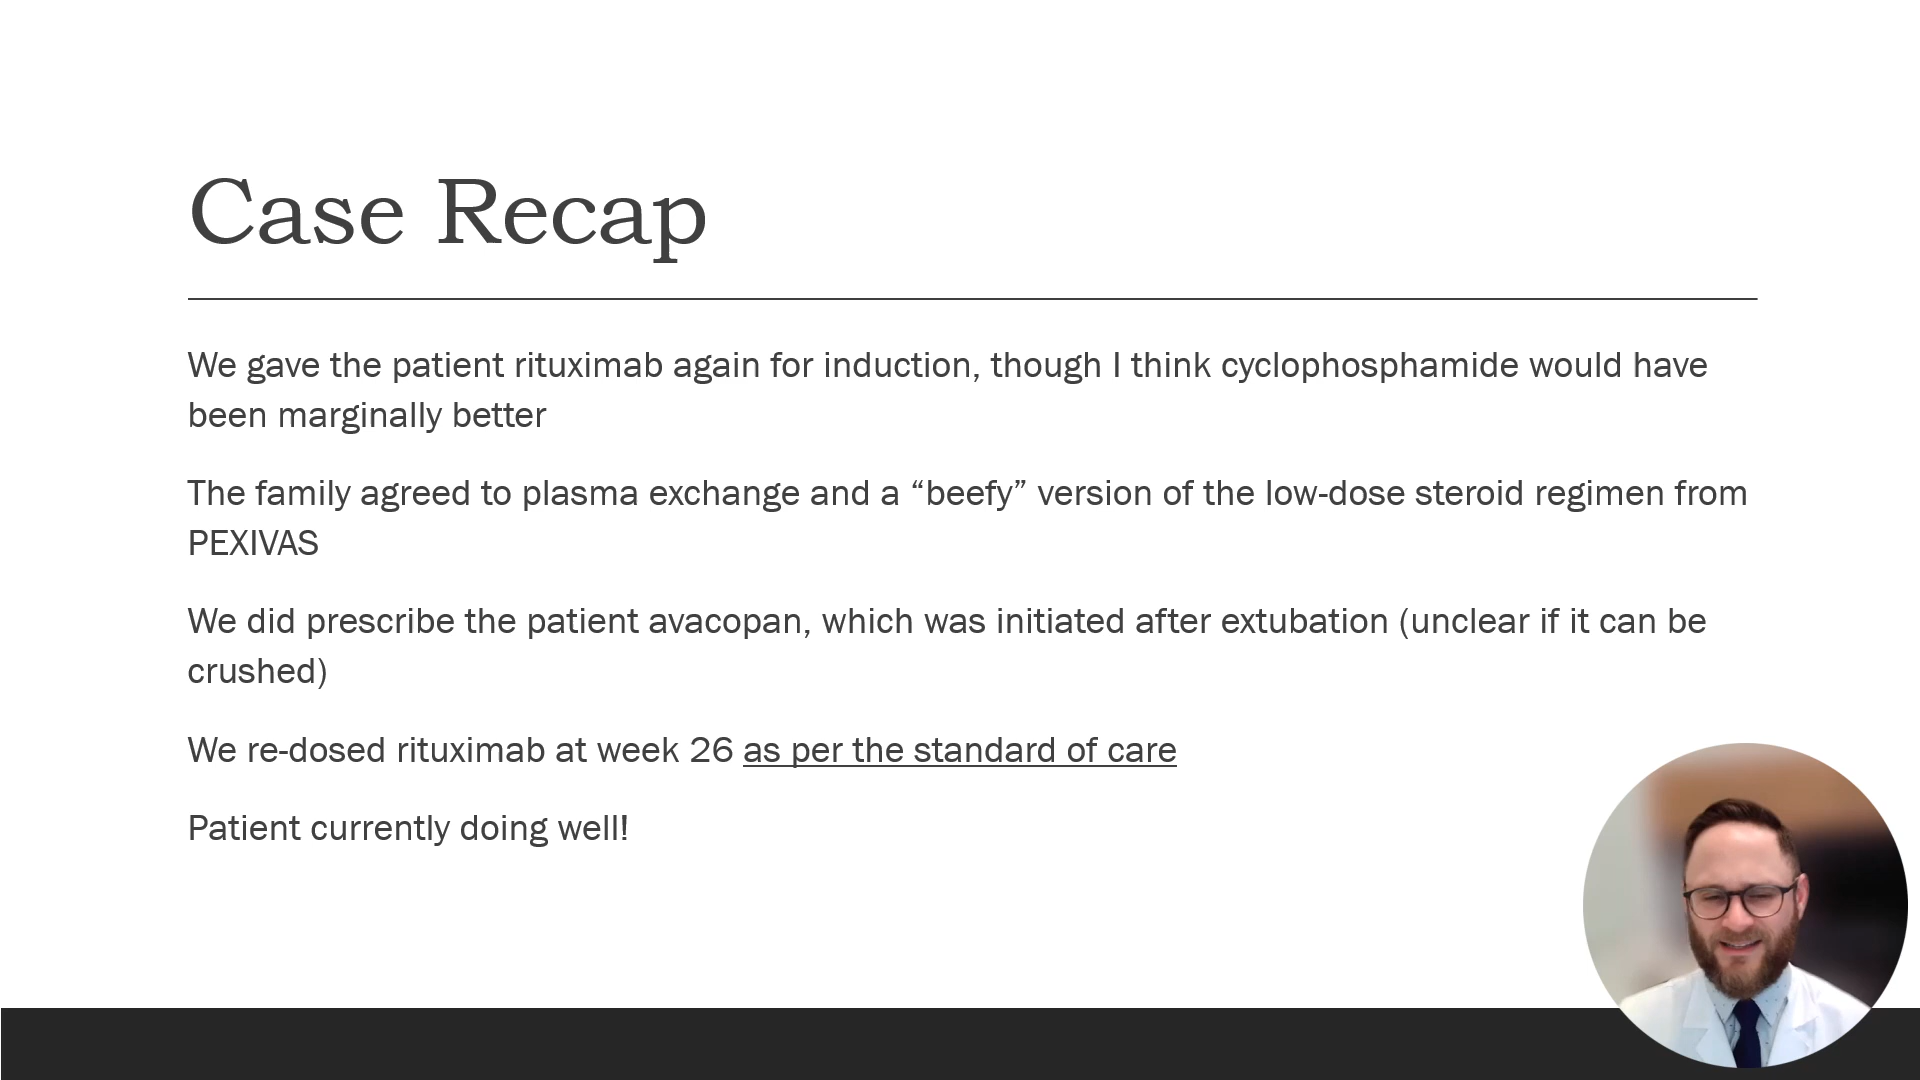 Case Recap
We gave the patient rituximab again for induction, though I think cyclophosphamide would have
been marginally better
The family agreed to plasma exchange and a “beefy” version of the low-dose steroid regimen from
PEXIVAS
We did prescribe the patient avacopan, which was initiated after extubation (unclear if it can be
crushed)
We re-dosed rituximab at week 26 as per the standard of care
Patient currently doing well!